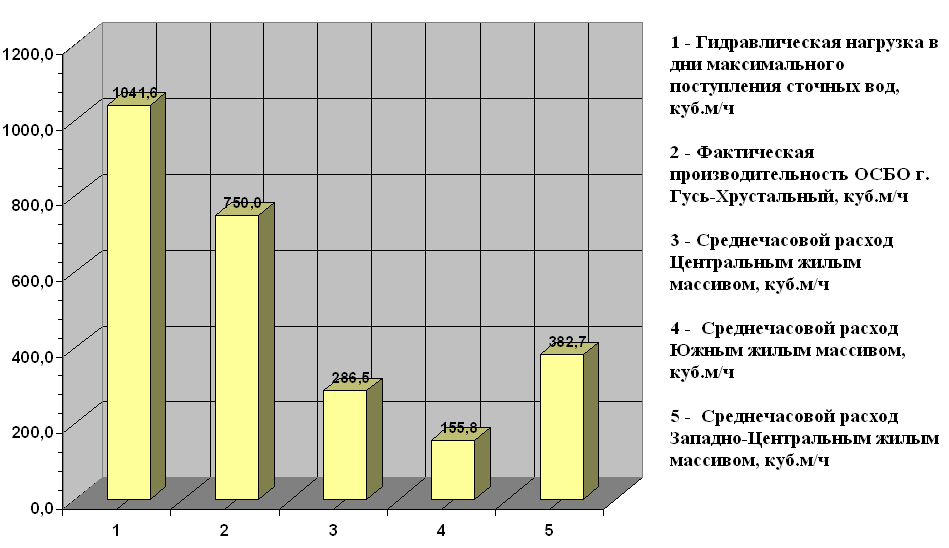 1200,0
1000,0
800,0
600,0
400,0
200,0
0,0
1041,6
750,0
286,5
155,8
382,7
1 2 3 4 5
1 - Гидравлическая нагрузка в
дни максимального
поступления сточных вод,
куб.м/ч
2 - Фактическая
производительность ОСБО г.
Гусь-Хрустальный, куб.м/ч
3 - Среднечасовой расход
Центральным жилым
массивом, куб.м/ч
4 - Среднечасовой расход
Южным жилым массивом,
куб.м/ч
5 - Среднечасовой расход
Западно-Центральным жилым
массивом, куб.м/ч